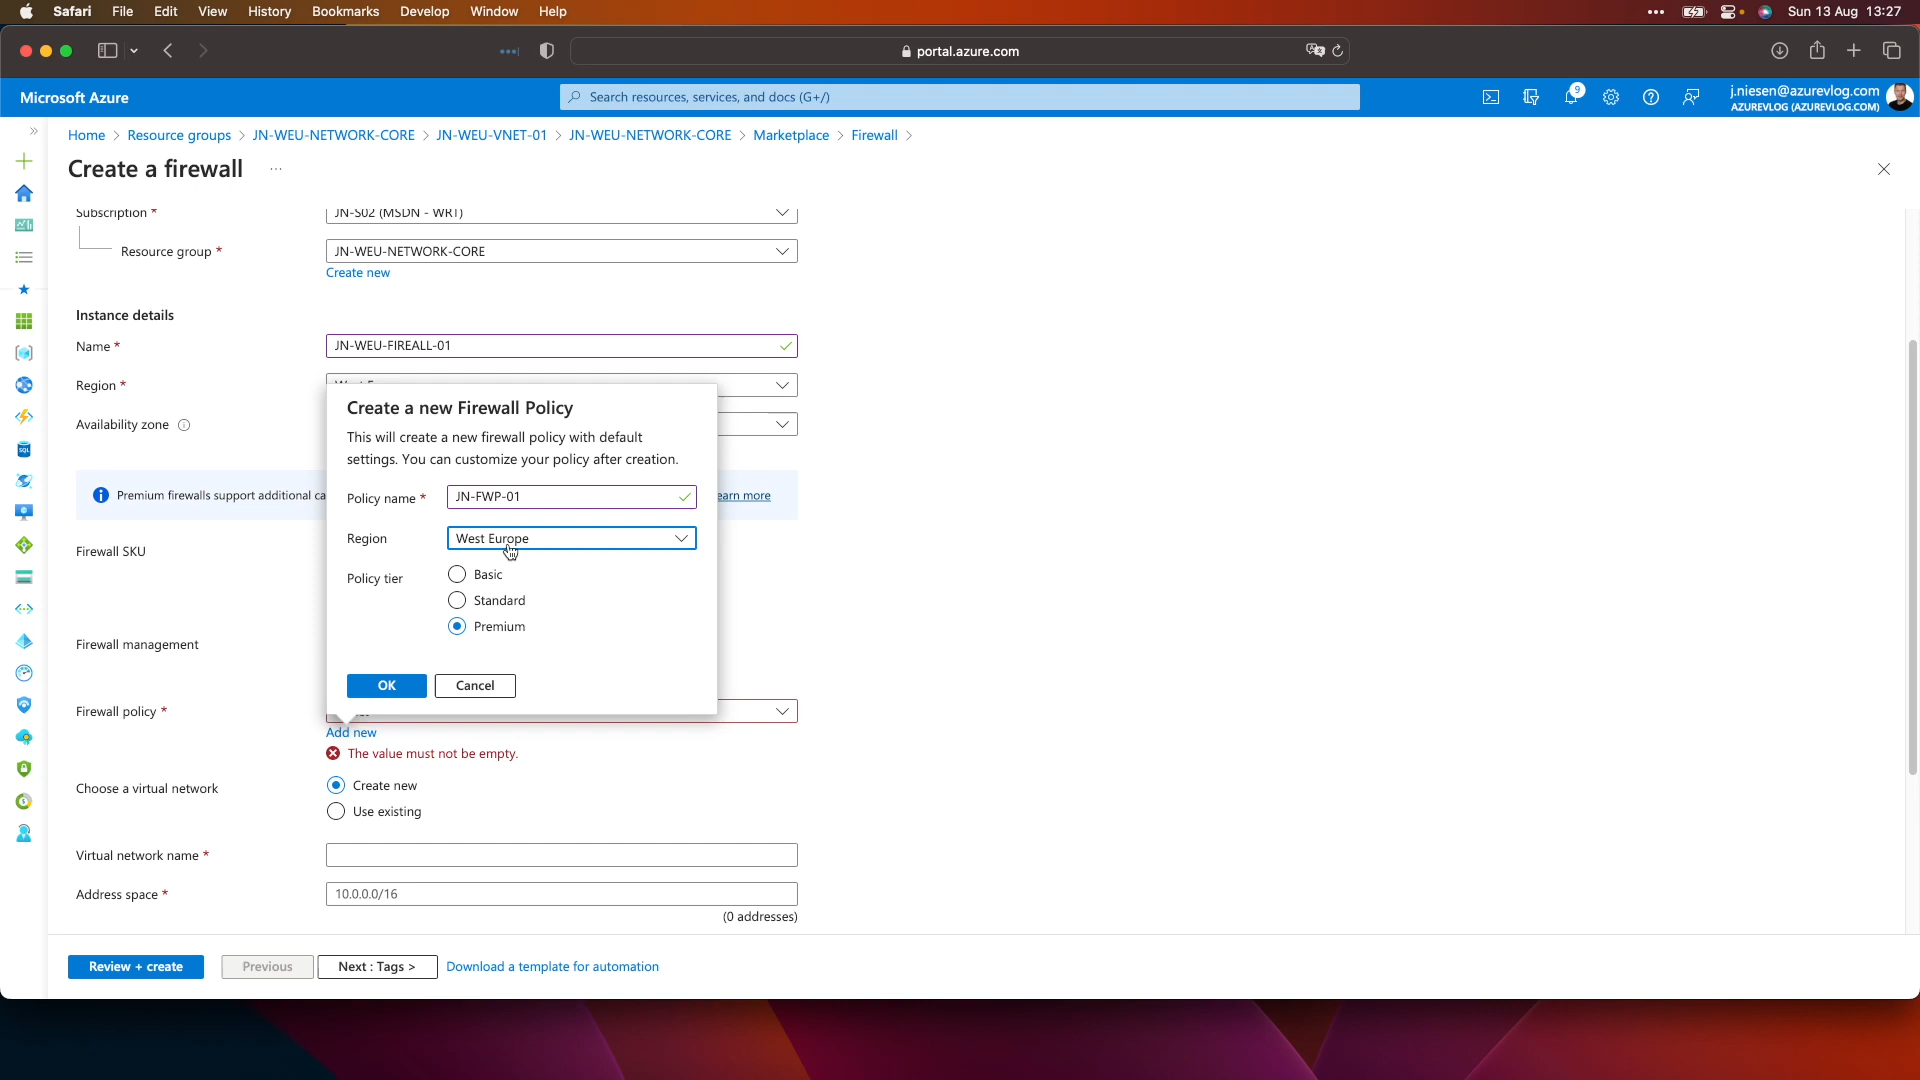 Safari File Edit View History Bookmarks Develop Window Help Sun 13 Aug 13:27
portal.azure.com
Microsoft Azure
Search resources, services, and docs (G+/)
9
j.niesen@azurevlog.com
AZUREVLOG (AZUREVLOG.COM)
Home > Resource groups > JN-WEU-NETWORK-CORE > JN-WEU-VNET-01 > JN-WEU-NETWORK-CORE > Marketplace > Firewall >
Create a firewall ...
Subscription * JN-S02 (MSDN - WRT)
Resource group * JN-WEU-NETWORK-CORE
Create new
Instance details
Name * JN-WEU-FIREALL-01
Region *
Availability zone
Create a new Firewall Policy
This will create a new firewall policy with default
settings. You can customize your policy after creation.
Premium firewalls support additional ca
earn more
Policy name * JN-FWP-01
Region West Europe
Policy tier Basic
Standard
Premium
OK Cancel
Firewall SKU
Firewall management
Firewall policy *
Add new
The value must not be empty.
Choose a virtual network Create new
Use existing
Virtual network name *
Address space * 10.0.0.0/16
(0 addresses)
Review + create Previous Next : Tags > Download a template for automation